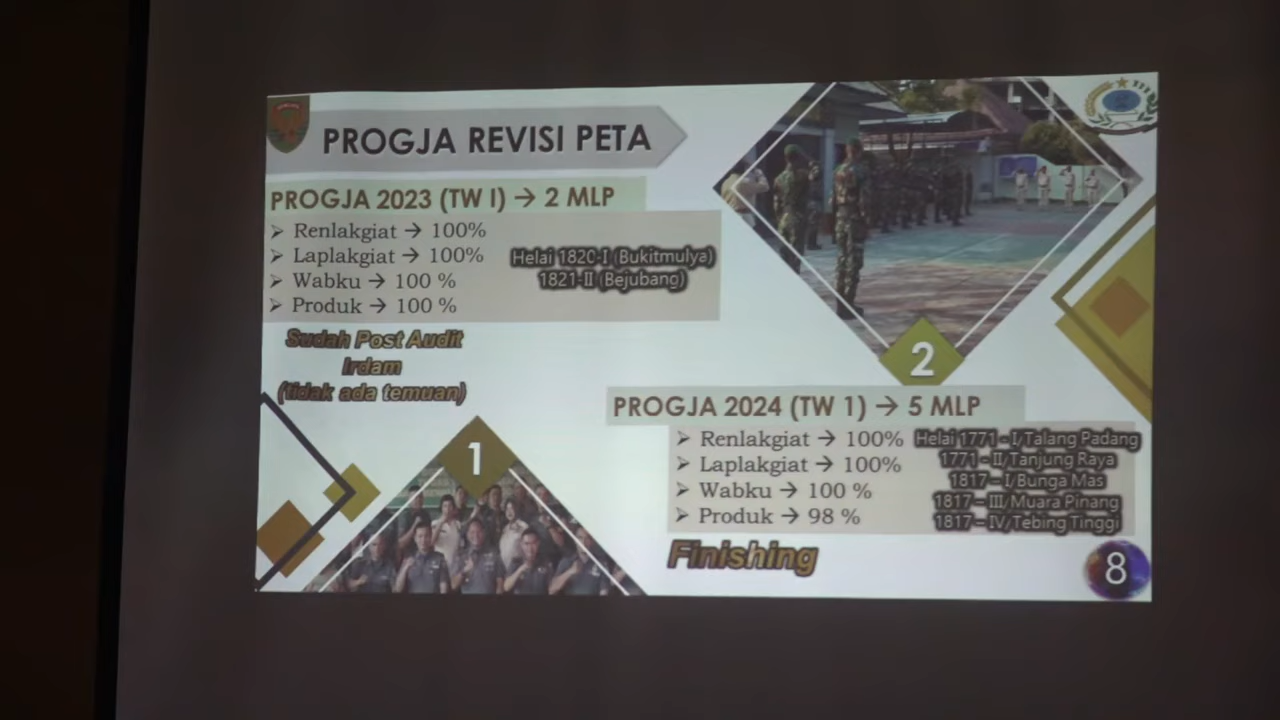 PROGJA REVISI PETA
PROGJA 2023 (TW I) → 2 MLP
➢ Renlakgiat → 100%
➢ Laplakgiat → 100%
➢ Wabku → 100 %
➢ Produk → 100 %
Helai 1820-I (Bukitmulya)
1821-II (Bejubang)
Sudah Post Audit
Irdam
(tidak ada temuan)
1
2
PROGJA 2024 (TW 1) → 5 MLP
➢ Renlakgiat → 100%
➢ Laplakgiat → 100%
➢ Wabku → 100 %
➢ Produk → 98 %
Helai 1771 - I/Talang Padang
1771 - II/Tanjung Raya
1817 – I/Bunga Mas
1817 – III/Muara Pinang
1817 – IV/Tebing Tinggi
Finishing
8